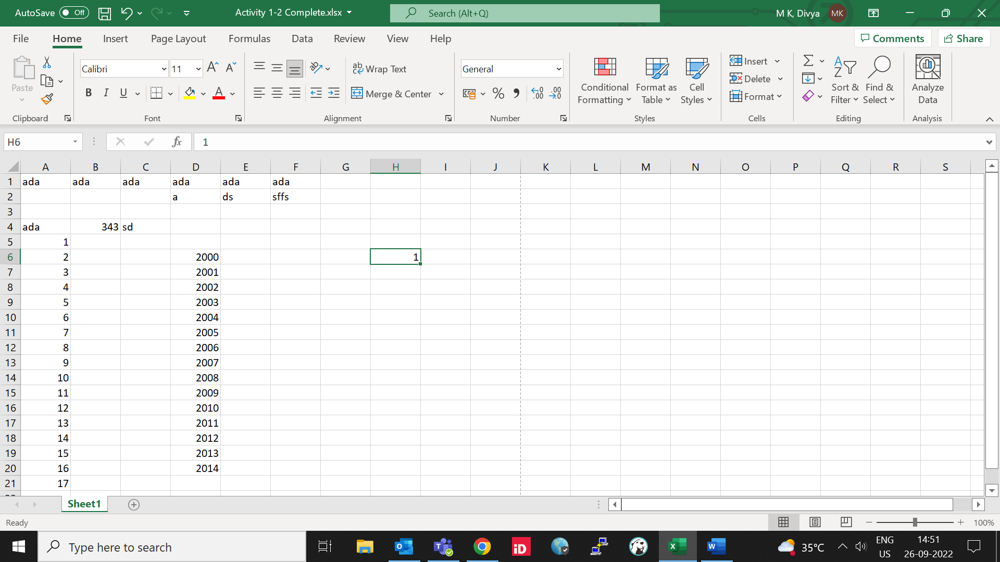 AutoSave Off Activity 1-2 Complete.xlsx Search (Alt+Q) M K, Divya MK
File Home Insert Page Layout Formulas Data Review View Help Comments Share
Paste
Clipboard
Calibri 11
B I U
Font
Wrap Text
Merge & Center
Alignment
General
Number
Conditional Formatting
Format as Table
Cell Styles
Styles
Insert
Delete
Format
Cells
Sort & Filter
Find & Select
Editing
Analyze Data
Analysis
H6 fx 1
A B C D E F G H I J K L M N O P Q R S
1 ada ada ada ada ada ada
2 a ds sffs
3
4 ada 343 sd
5 1
6 2 2000 1
7 3 2001
8 4 2002
9 5 2003
10 6 2004
11 7 2005
12 8 2006
13 9 2007
14 10 2008
15 11 2009
16 12 2010
17 13 2011
18 14 2012
19 15 2013
20 16 2014
21 17
Sheet1
Ready 100%
Type here to search 35°C ENG US 14:51 26-09-2022